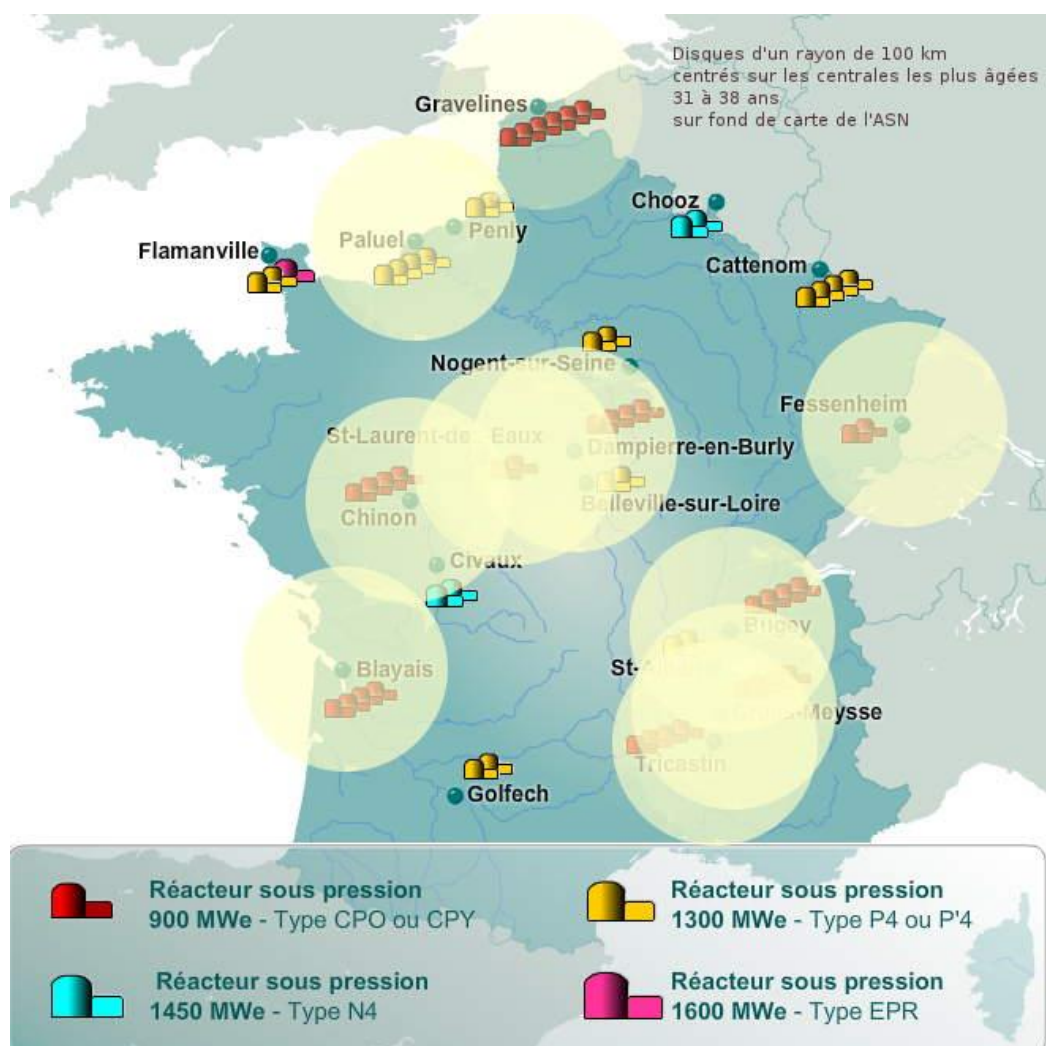 Disques d'un rayon de 100 km
centrés sur les centrales les plus âgées
31 à 38 ans
sur fond de carte de l'ASN
Gravelines
Chooz
Penly
Paluel
Flamanville
Cattenom
Nogent-sur-Seine
Fessenheim
St-Laurent-des Eaux
Dampierre-en-Burly
Belleville-sur-Loire
Chinon
Civaux
Bugey
St-
Blayais
-Meysse
Tricastin
Golfech
Réacteur sous pression
900 MWe - Type CPO ou CPY
Réacteur sous pression
1300 MWe - Type P4 ou P'4
Réacteur sous pression
1450 MWe - Type N4
Réacteur sous pression
1600 MWe - Type EPR